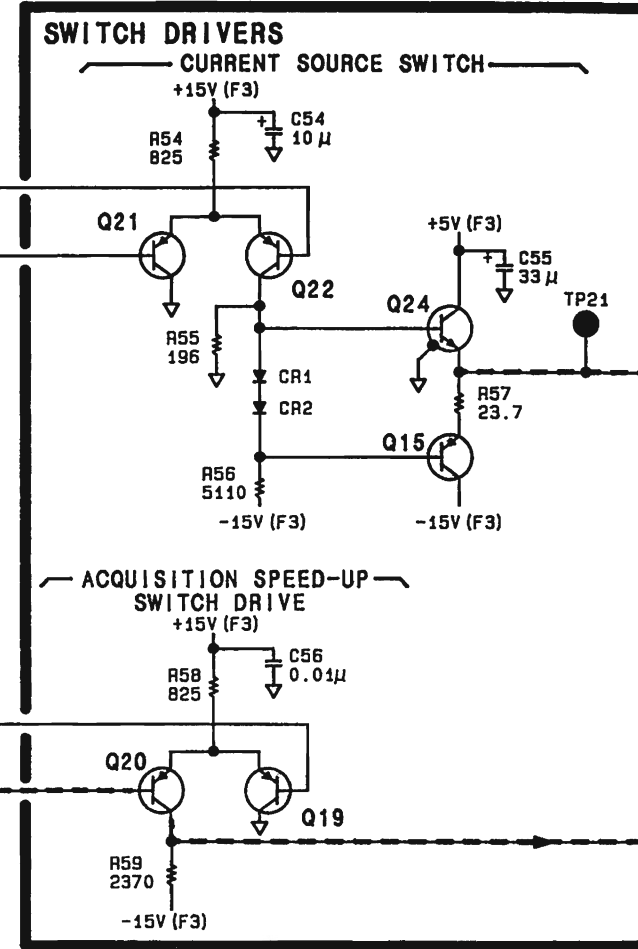 SWITCH DRIVERS
CURRENT SOURCE SWITCH
+15V (F3)
+ C54
10 μ
R54
825
Q21
Q22
+5V (F3)
+ C55
33 μ
TP21
Q24
R55
196
CR1
CR2
R57
23.7
Q15
R56
5110
-15V (F3)
-15V (F3)
ACQUISITION SPEED-UP
SWITCH DRIVE
+15V (F3)
C56
0.01μ
R58
825
Q20
Q19
R59
2370
-15V (F3)